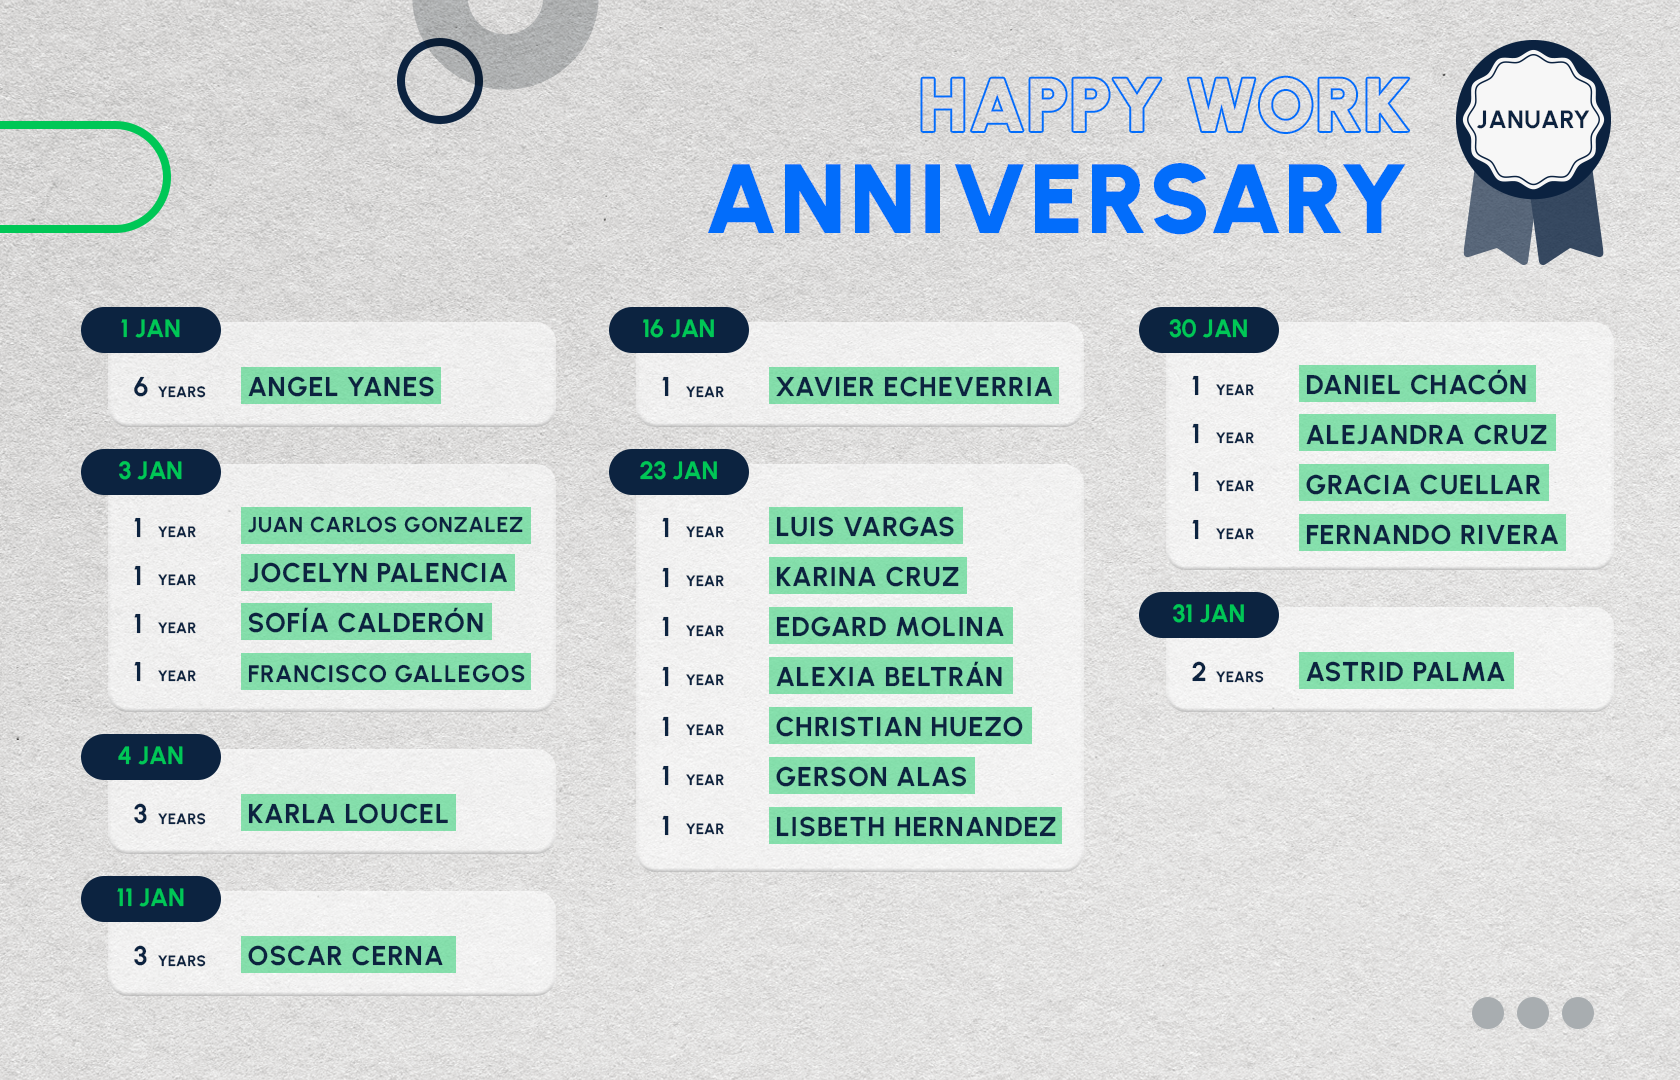 HAPPY WORK
ANNIVERSARY
JANUARY
1 JAN
6 YEARS ANGEL YANES
3 JAN
1 YEAR JUAN CARLOS GONZALEZ
1 YEAR JOCELYN PALENCIA
1 YEAR SOFÍA CALDERÓN
1 YEAR FRANCISCO GALLEGOS
4 JAN
3 YEARS KARLA LOUCEL
11 JAN
3 YEARS OSCAR CERNA
16 JAN
1 YEAR XAVIER ECHEVERRIA
23 JAN
1 YEAR LUIS VARGAS
1 YEAR KARINA CRUZ
1 YEAR EDGARD MOLINA
1 YEAR ALEXIA BELTRÁN
1 YEAR CHRISTIAN HUEZO
1 YEAR GERSON ALAS
1 YEAR LISBETH HERNANDEZ
30 JAN
1 YEAR DANIEL CHACÓN
1 YEAR ALEJANDRA CRUZ
1 YEAR GRACIA CUELLAR
1 YEAR FERNANDO RIVERA
31 JAN
2 YEARS ASTRID PALMA